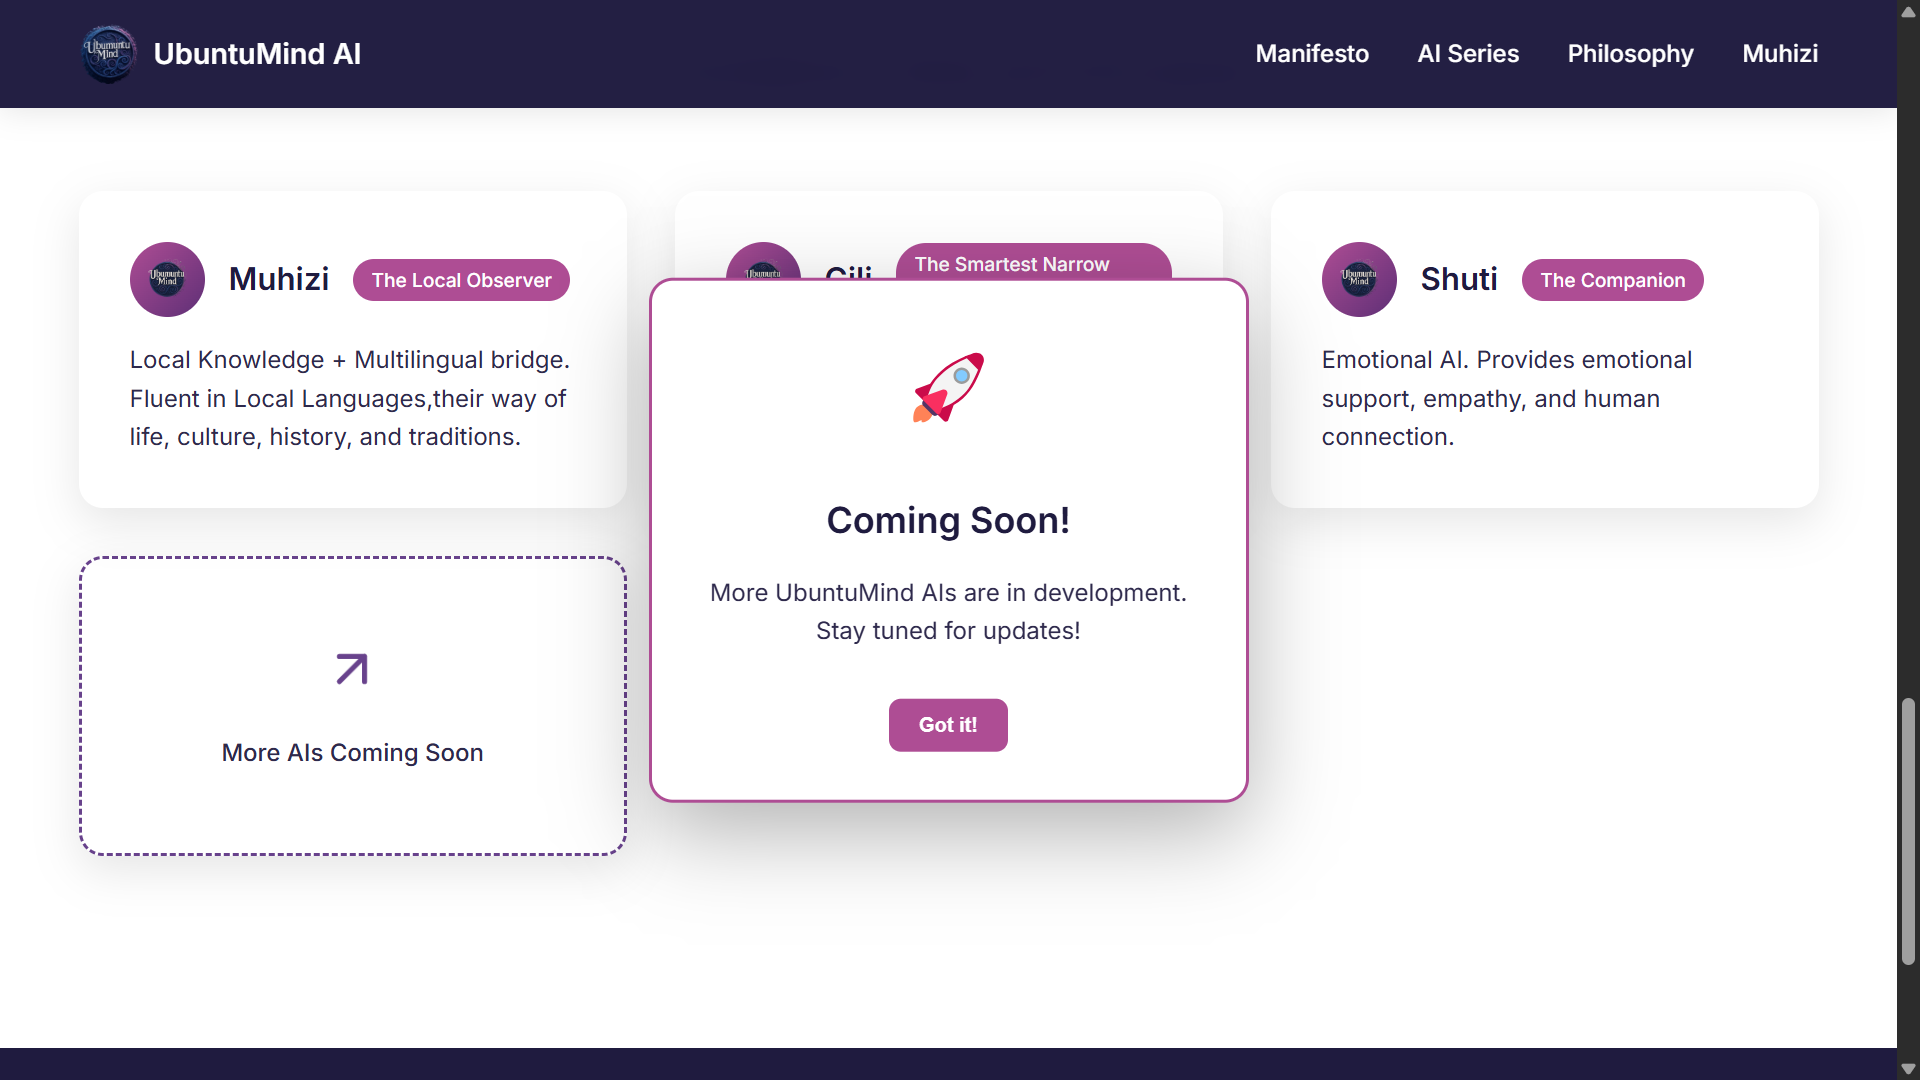 Ubumuntu
Mind
UbuntuMind AI
Manifesto
AI Series
Philosophy
Muhizi
Ubumuntu
Mind
Muhizi
The Local Observer
Local Knowledge + Multilingual bridge.
Fluent in Local Languages,their way of
life, culture, history, and traditions.
Ubumuntu
The Smartest Narrow
Ubumuntu
Mind
Shuti
The Companion
Emotional AI. Provides emotional
support, empathy, and human
connection.
Coming Soon!
More UbuntuMind AIs are in development.
Stay tuned for updates!
Got it!
More AIs Coming Soon